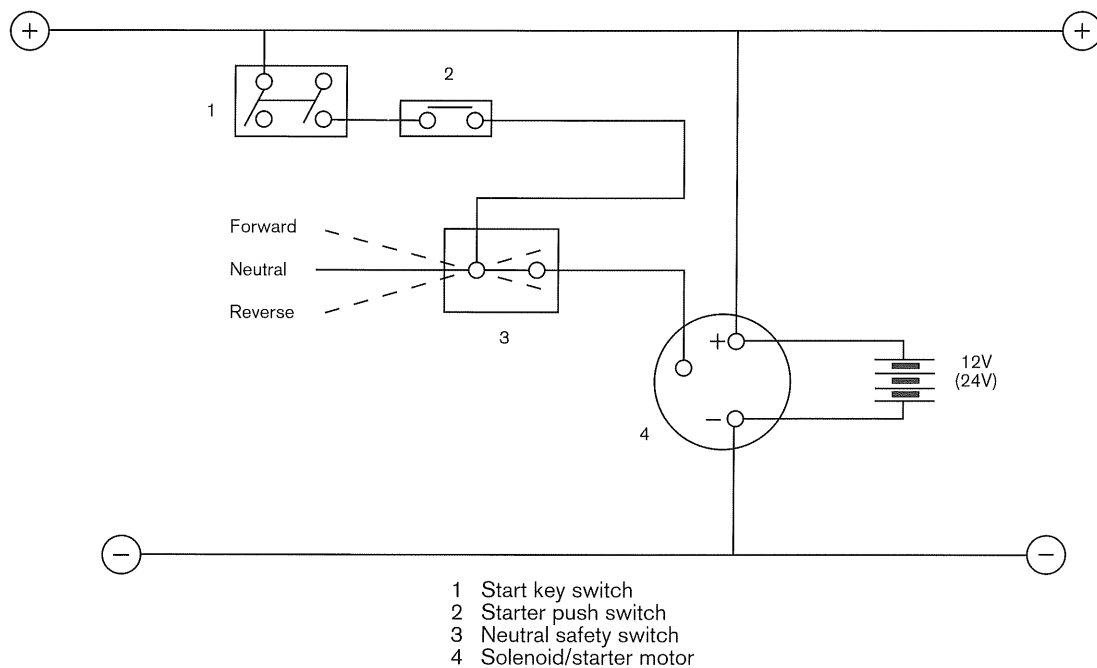 + +
2
1
Forward
Neutral
Reverse
3
+
12V
(24V)
−
4
− −
1 Start key switch
2 Starter push switch
3 Neutral safety switch
4 Solenoid/starter motor